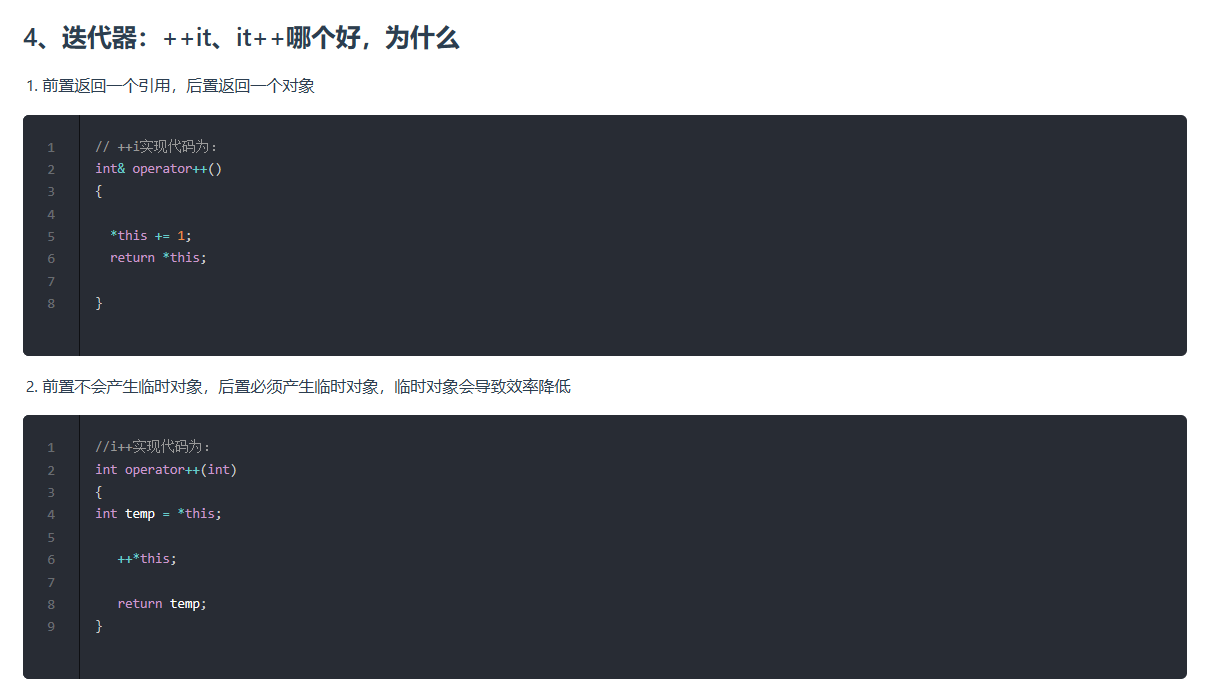 4、迭代器：++it、it++哪个好，为什么
1. 前置返回一个引用，后置返回一个对象
1 // ++i实现代码为：
2 int& operator++()
3 {
4
5 *this += 1;
6 return *this;
7
8 }
2. 前置不会产生临时对象，后置必须产生临时对象，临时对象会导致效率降低
1 //i++实现代码为：
2 int operator++(int)
3 {
4 int temp = *this;
5
6 ++*this;
7
8 return temp;
9 }